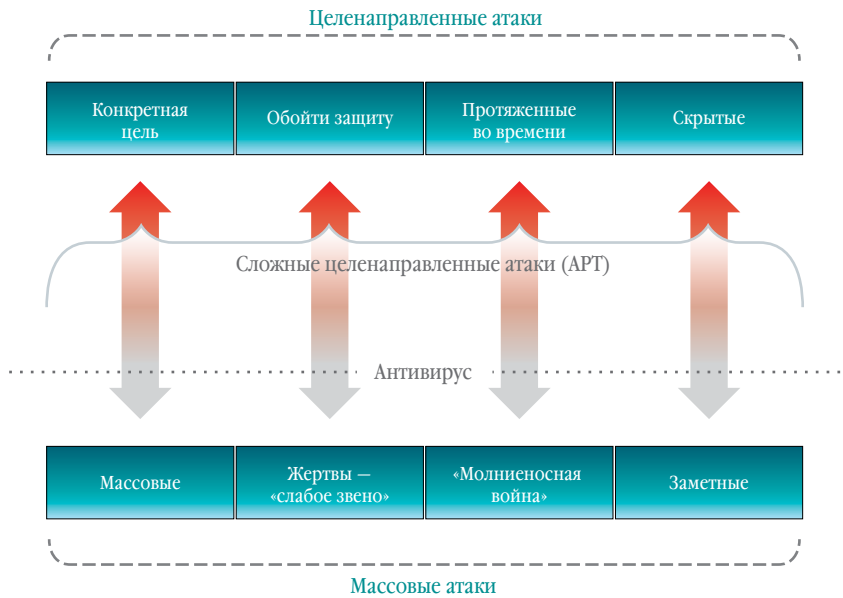 Целенаправленные атаки
Конкретная
цель
Обойти защиту
Протяженные
во времени
Скрытые
Сложные целенаправленные атаки (APT)
Антивирус
Массовые
Жертвы —
«слабое звено»
«Молниеносная
война»
Заметные
Массовые атаки